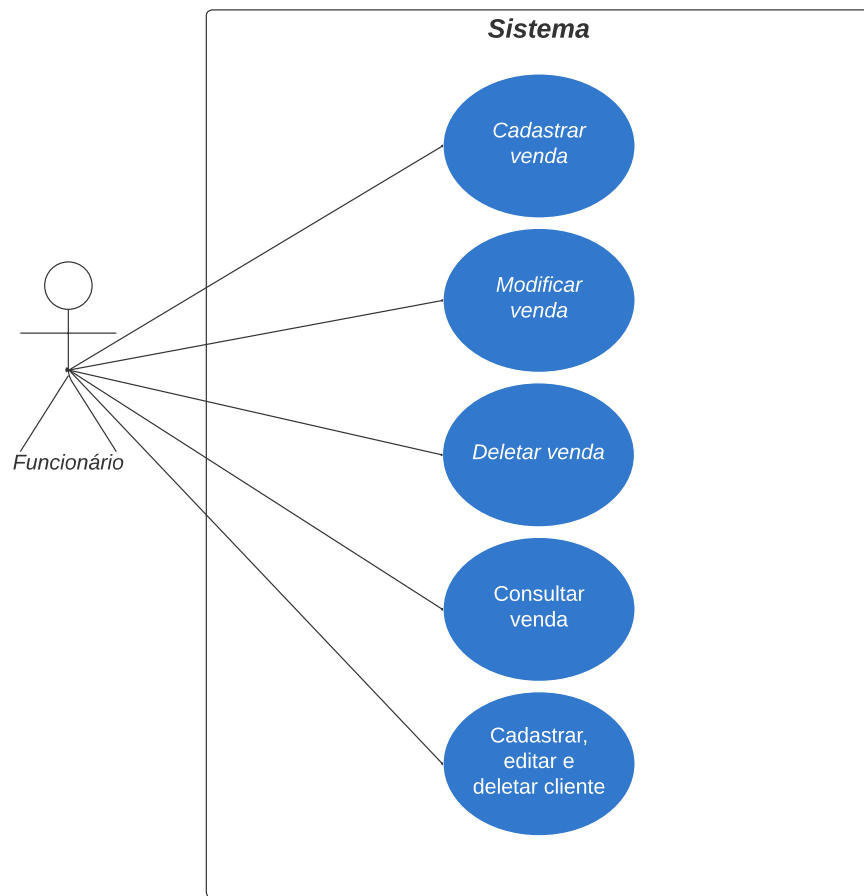 Sistema
Cadastrar
venda
Modificar
venda
Deletar venda
Funcionário
Consultar
venda
Cadastrar,
editar e
deletar cliente